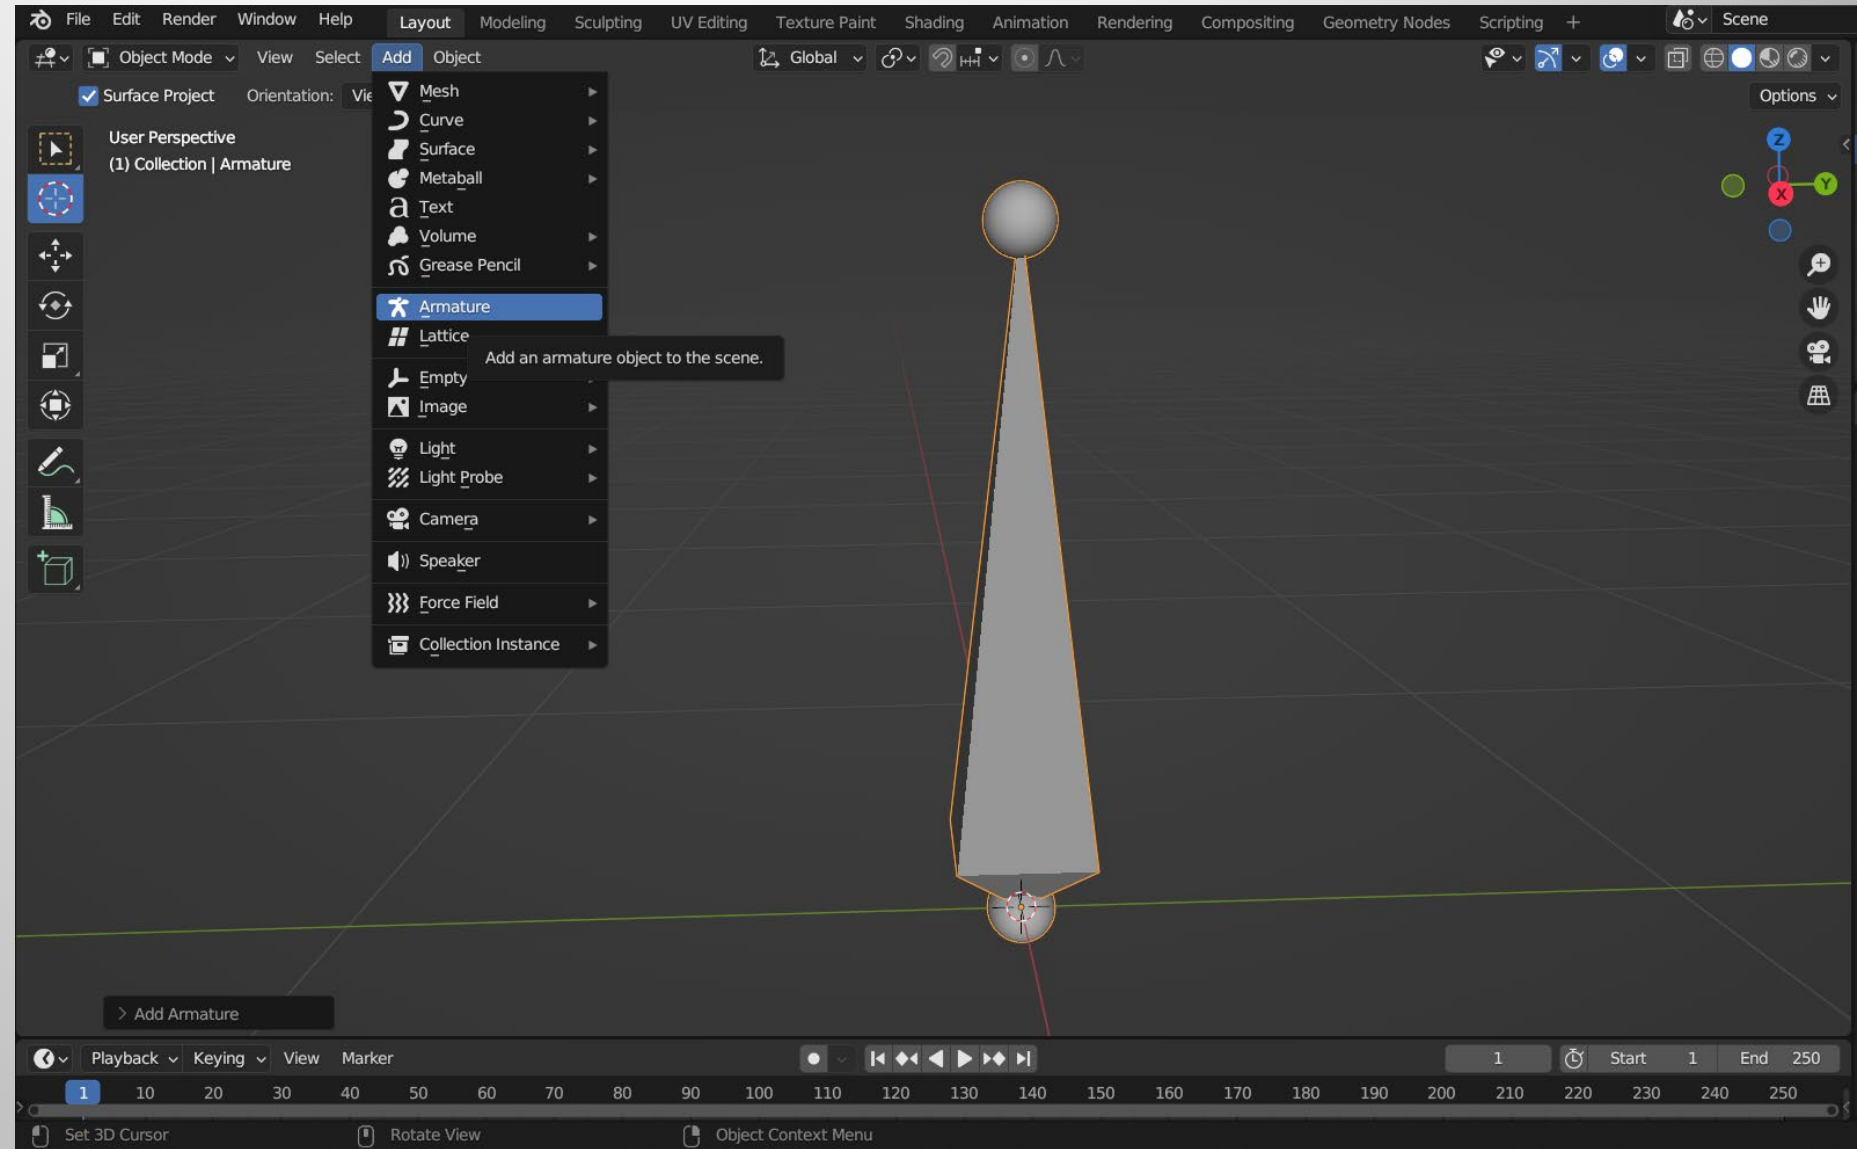 File Edit Render Window Help Layout Modeling Sculpting UV Editing Texture Paint Shading Animation Rendering Compositing Geometry Nodes Scripting + Scene
Object Mode View Select Add Object Global
Surface Project Orientation: Vie Options
User Perspective
(1) Collection | Armature
Mesh
Curve
Surface
Metaball
Text
Volume
Grease Pencil
Armature
Lattice
Add an armature object to the scene.
Empty
Image
Light
Light Probe
Camera
Speaker
Force Field
Collection Instance
Z
Y
X
Add Armature
Playback Keying View Marker 1 Start 1 End 250
1 10 20 30 40 50 60 70 80 90 100 110 120 130 140 150 160 170 180 190 200 210 220 230 240 250
Set 3D Cursor Rotate View Object Context Menu